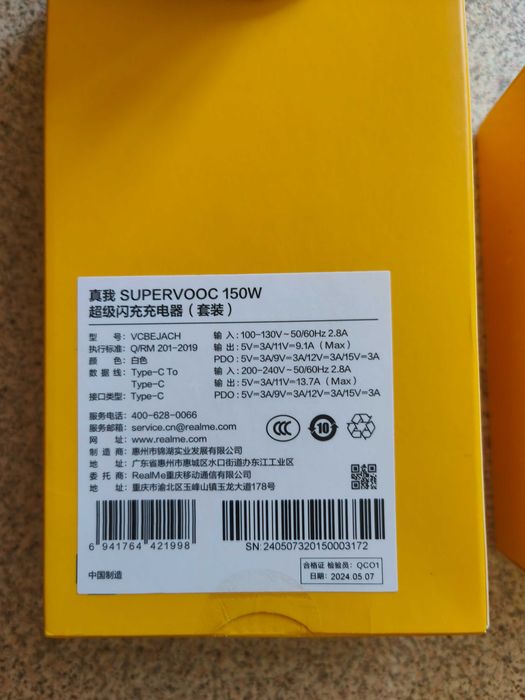 真我 SUPERVOOC 150W
超级闪充充电器（套装）
型号：VCBEJACH
执行标准：Q/RM 201-2019
颜色：白色
数据线：Type-C To
Type-C
接口类型：Type-C
输入：100-130V～50/60Hz 2.8A
输出：5V⎓3A/11V⎓9.1A（Max）
PDO：5V⎓3A/9V⎓3A/12V⎓3A/15V⎓3A
输入：200-240V～50/60Hz 2.8A
输出：5V⎓3A/11V⎓13.7A（Max）
PDO：5V⎓3A/9V⎓3A/12V⎓3A/15V⎓3A
服务电话：400-628-0066
服务邮箱：service.cn@realme.com
网址：www.realme.com
制造商：惠州市锦湖实业发展有限公司
地址：广东省惠州市惠城区水口街道办东江工业区
委托商：RealMe重庆移动通信有限公司
地址：重庆市渝北区玉峰山镇玉龙大道178号
CCC
10
6 941764 421998
SN: 240507320150003172
中国制造
合格证 检验员：QC01
日期：2024.05.07